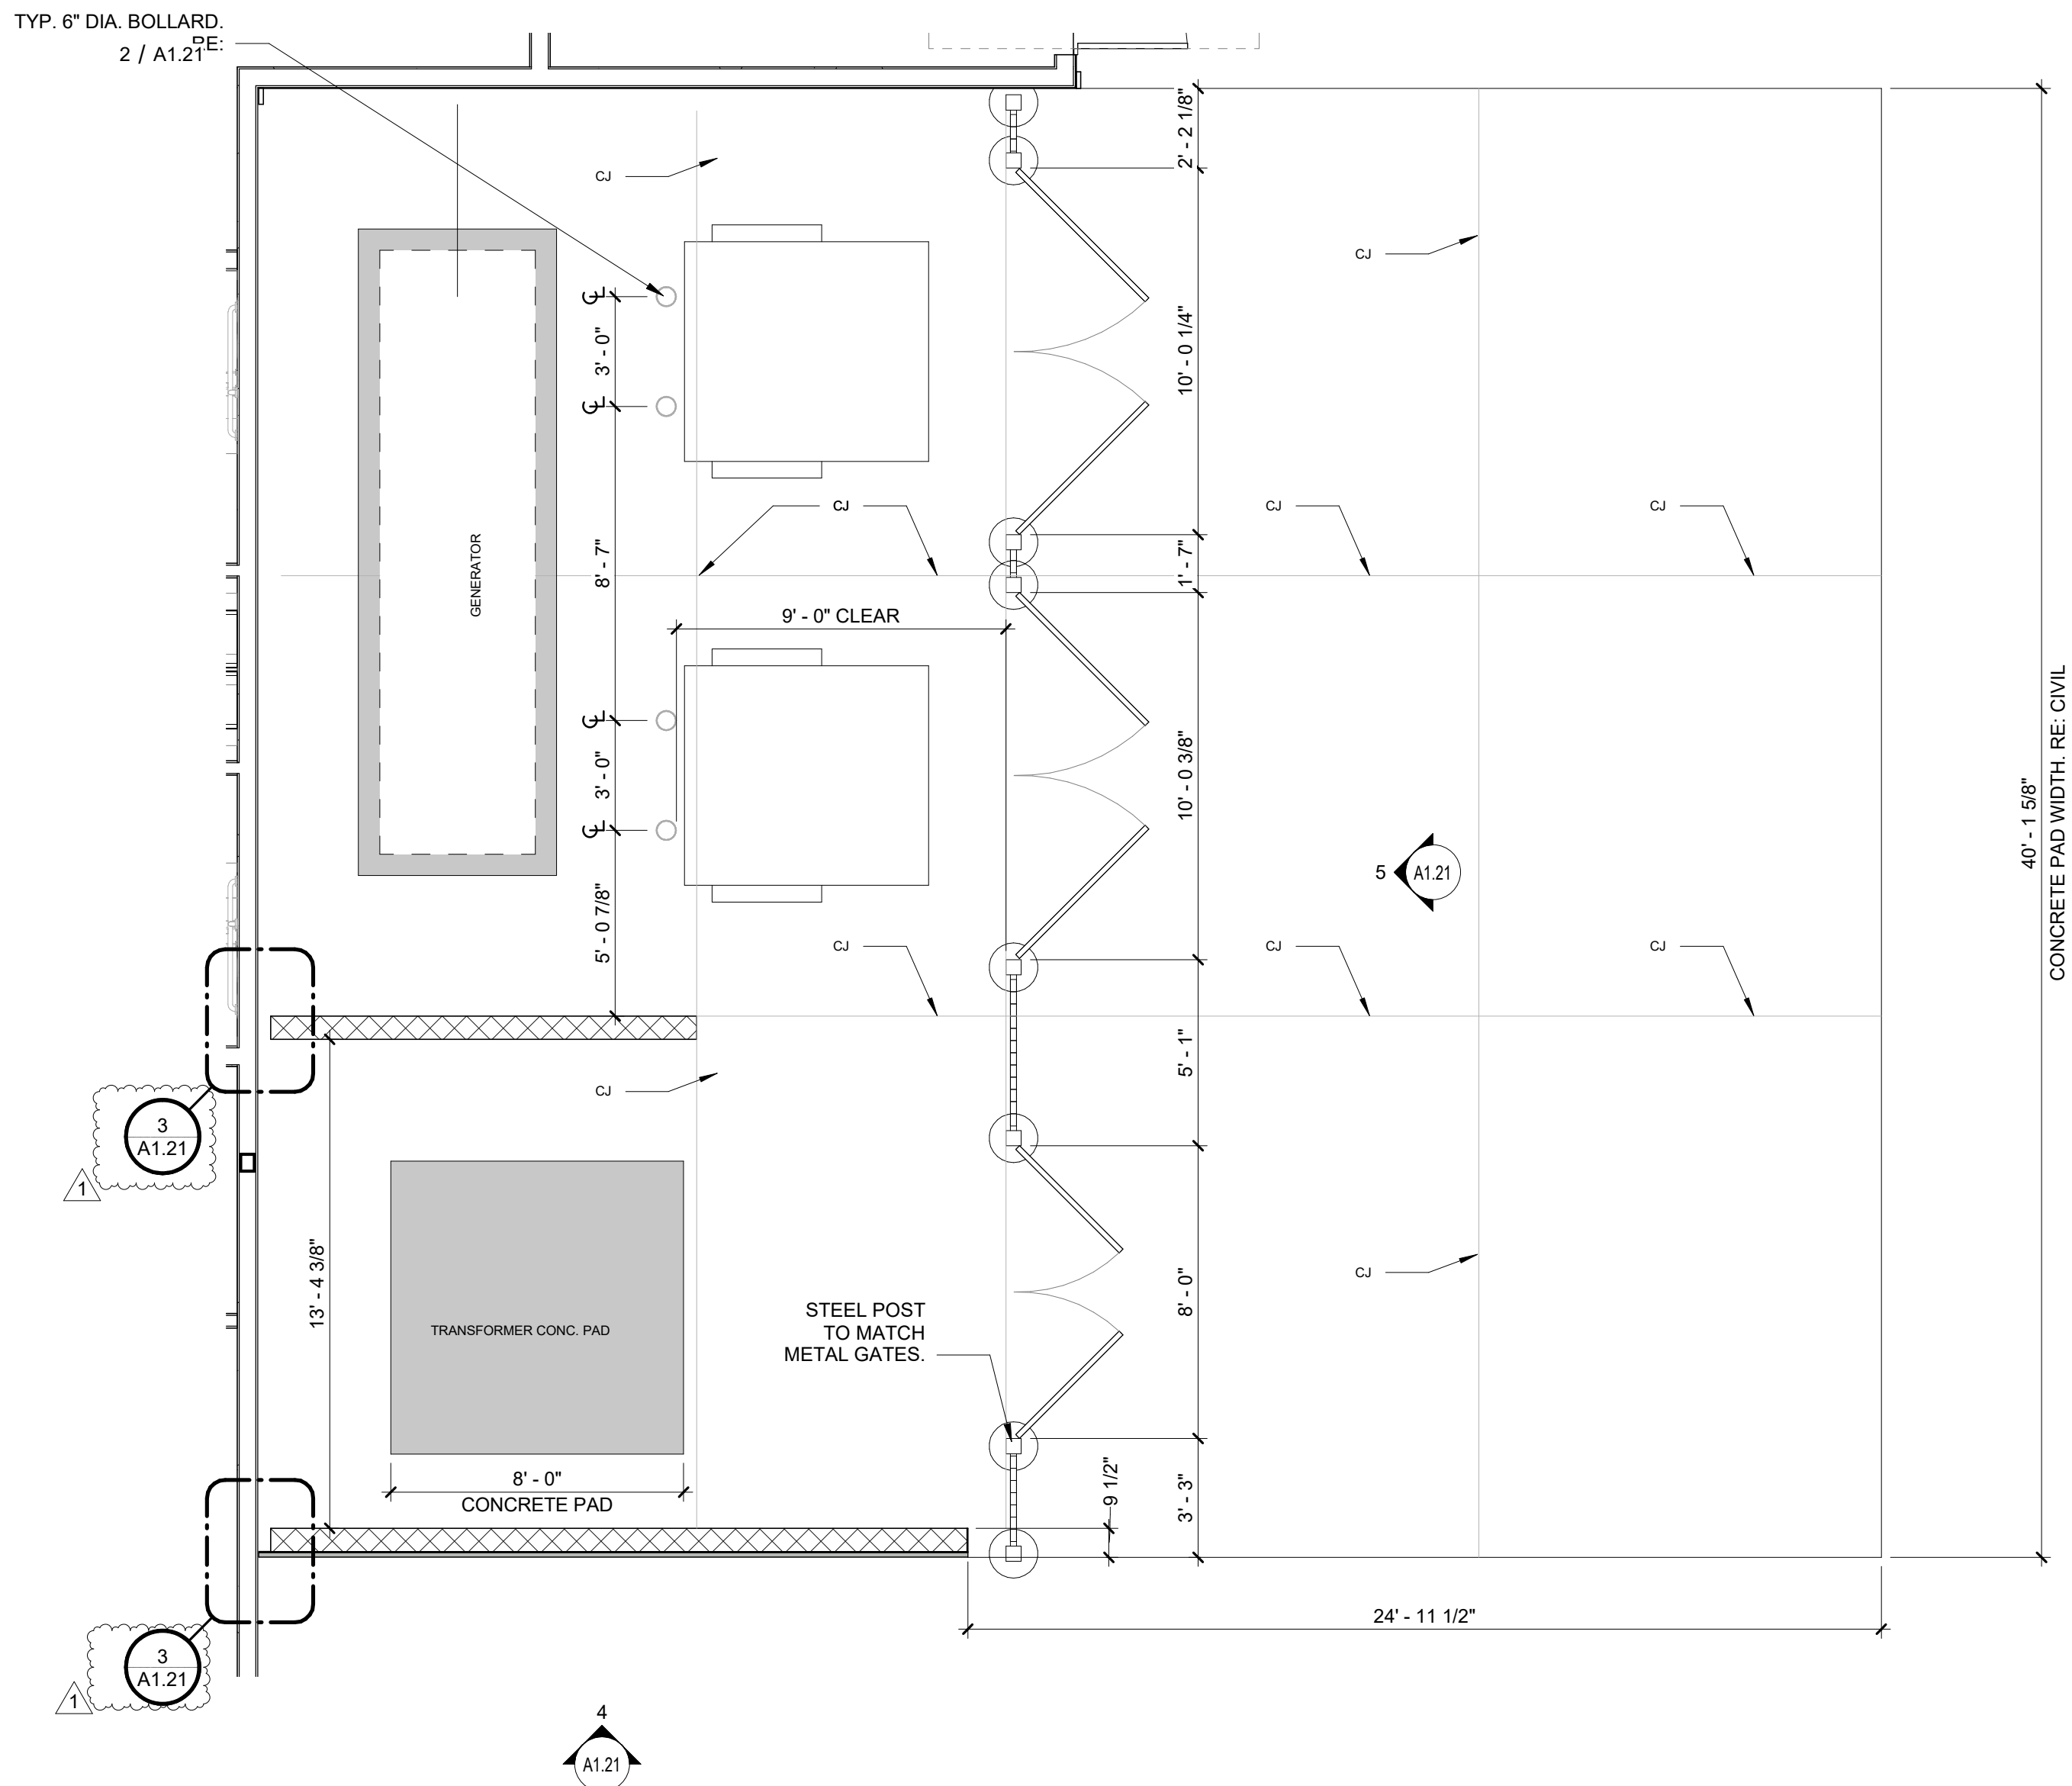 TYP. 6" DIA. BOLLARD.
RE:
2 / A1.21
2' - 2 1/8"
CJ
CJ
CL
3' - 0"
10' - 0 1/4"
CL
CJ
CJ
CJ
GENERATOR
8' - 7"
1' - 7"
9' - 0" CLEAR
CL
3' - 0"
10' - 0 3/8"
CL
40' - 1 5/8"
CONCRETE PAD WIDTH. RE: CIVIL
5
A1.21
5' - 0 7/8"
CJ
CJ
CJ
5' - 1"
CJ
3
A1.21
1
13' - 4 3/8"
CJ
8' - 0"
STEEL POST
TO MATCH
METAL GATES.
TRANSFORMER CONC. PAD
8' - 0"
CONCRETE PAD
9 1/2"
3' - 3"
24' - 11 1/2"
3
A1.21
1
4
A1.21